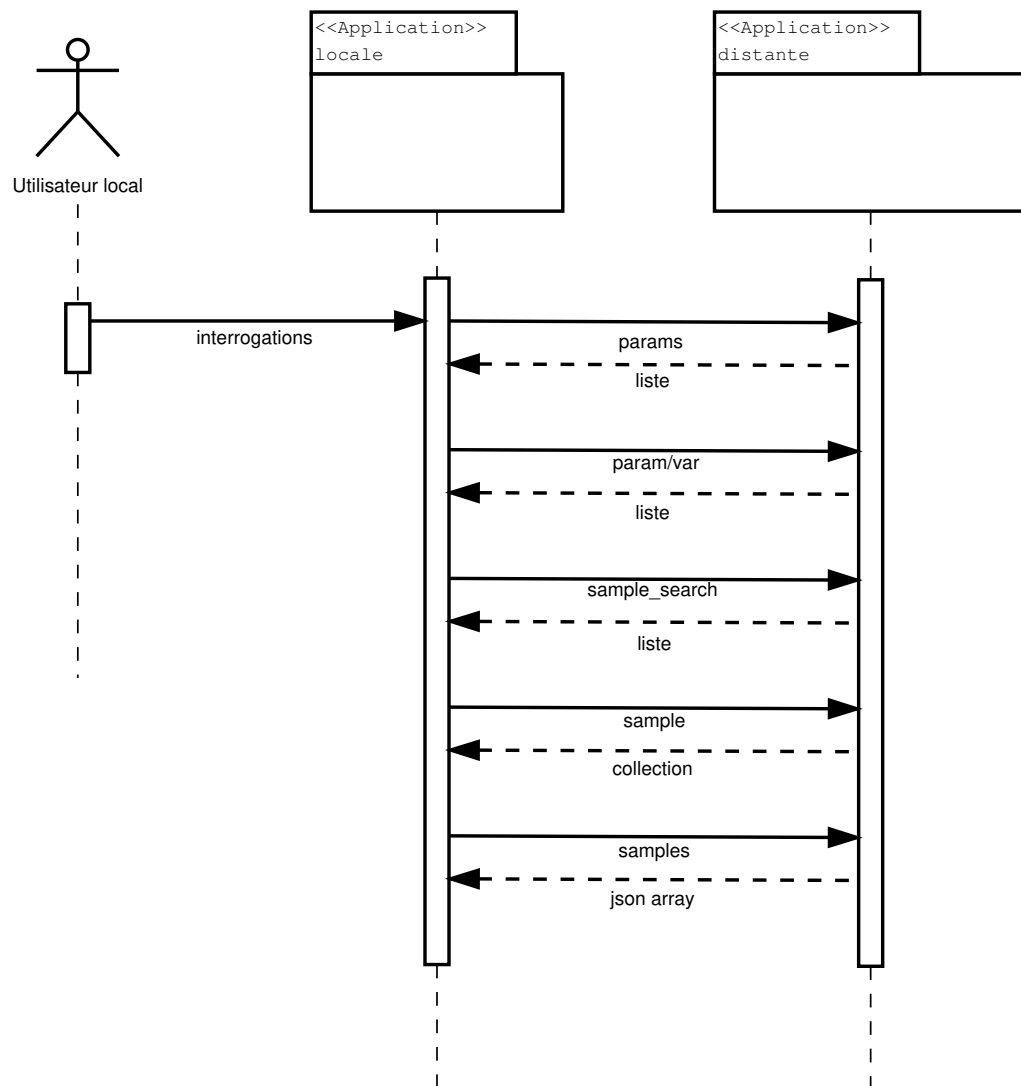 <<Application>>
locale
<<Application>>
distante
Utilisateur local
interrogations
params
liste
param/var
liste
sample_search
liste
sample
collection
samples
json array